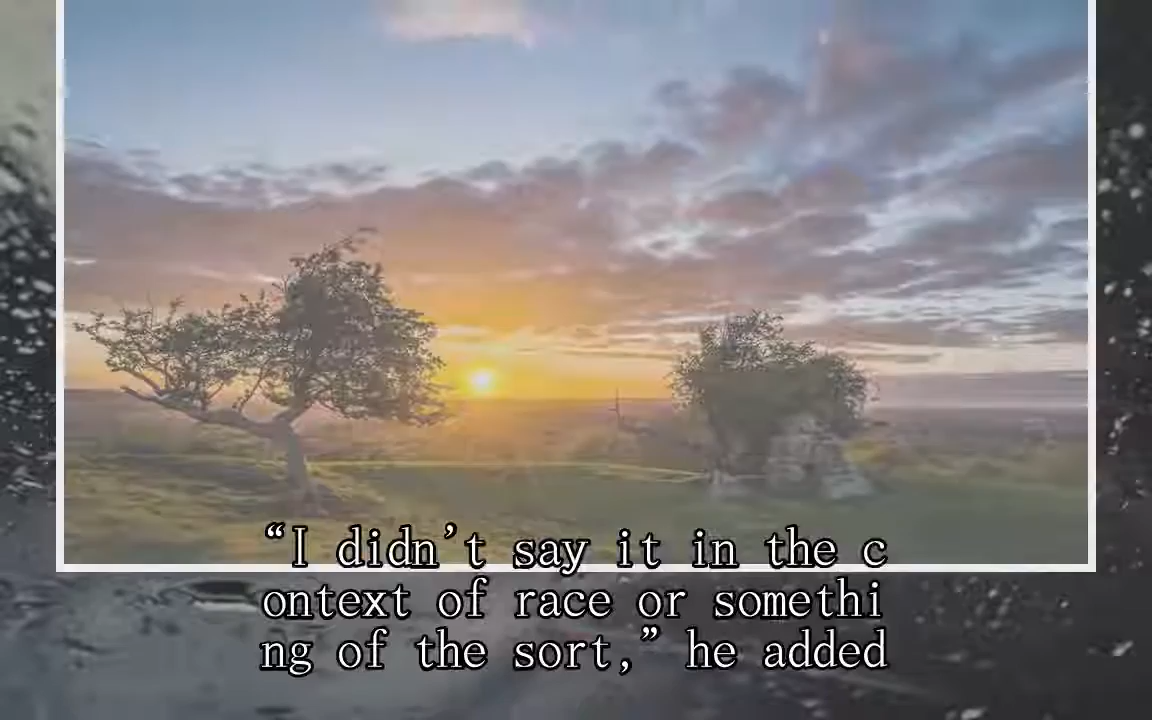 “I didn’t say it in the c
ontext of race or somethi
ng of the sort,” he added